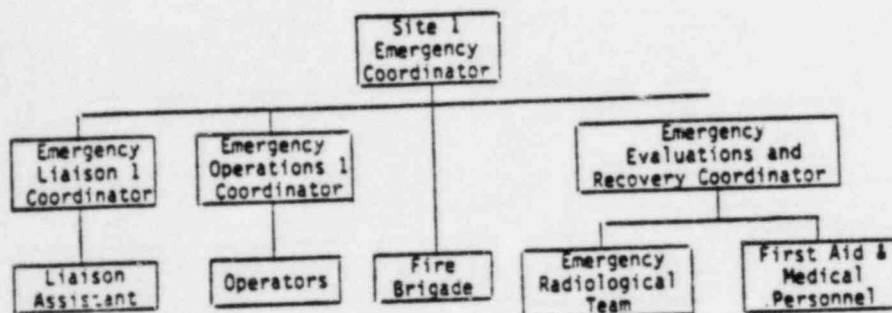 Site 1
Emergency
Coordinator
Emergency
Liaison 1
Coordinator
Emergency
Operations 1
Coordinator
Emergency
Evaluations and
Recovery Coordinator
Liaison
Assistant
Operators
Fire
Brigade
Emergency
Radiological
Team
First Aid &
Medical
Personnel